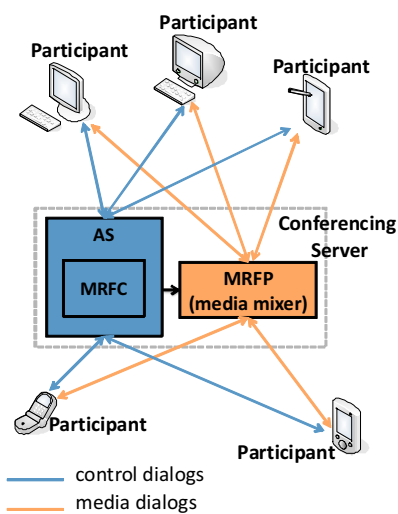 Participant
Participant
Participant
Conferencing
Server
AS
MRFC
MRFP
(media mixer)
Participant
Participant
control dialogs
media dialogs